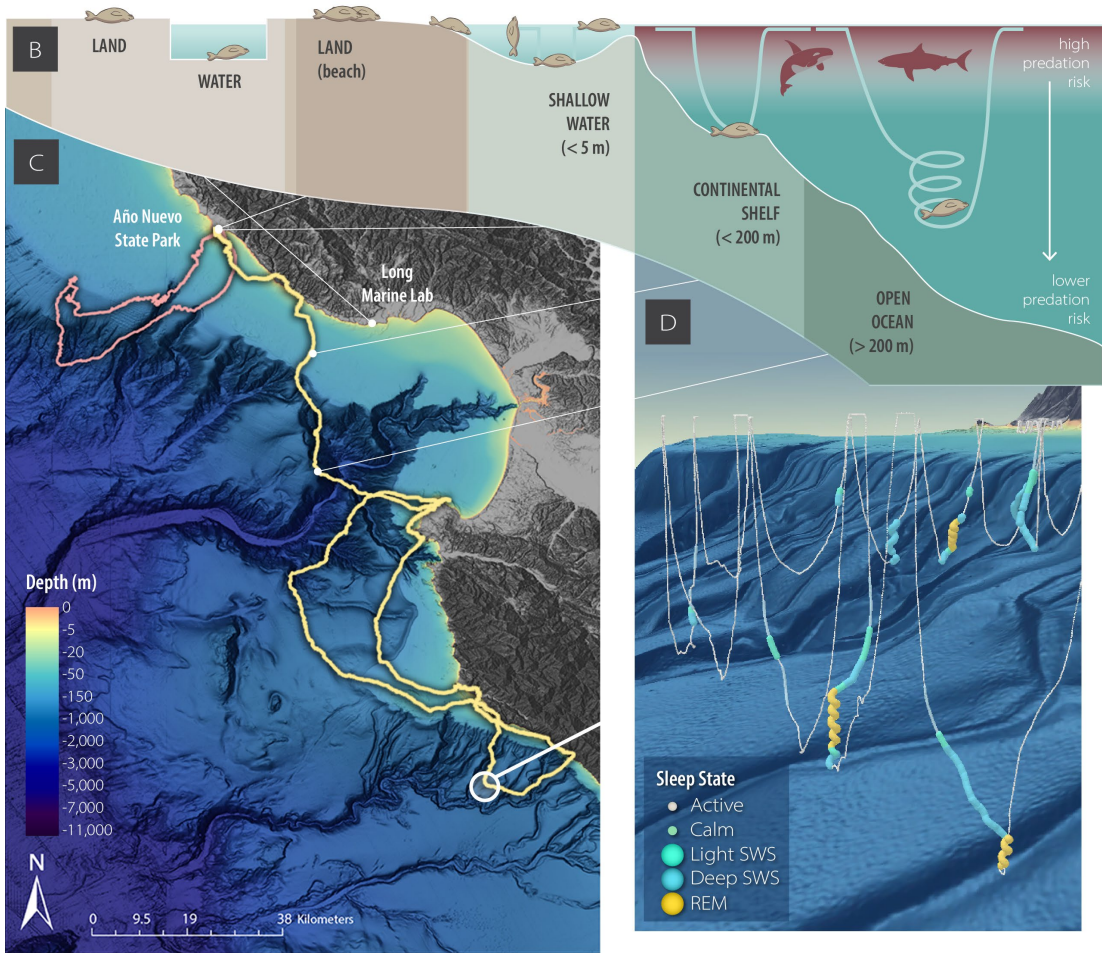 B
LAND
WATER
LAND
(beach)
SHALLOW
WATER
(< 5 m)
CONTINENTAL
SHELF
(< 200 m)
OPEN
OCEAN
(> 200 m)
high
predation
risk
lower
predation
risk
C
Año Nuevo
State Park
Long
Marine Lab
Depth (m)
0
-5
-20
-50
-150
-1,000
-2,000
-3,000
-5,000
-7,000
-11,000
N
0 9.5 19 38 Kilometers
D
Sleep State
Active
Calm
Light SWS
Deep SWS
REM